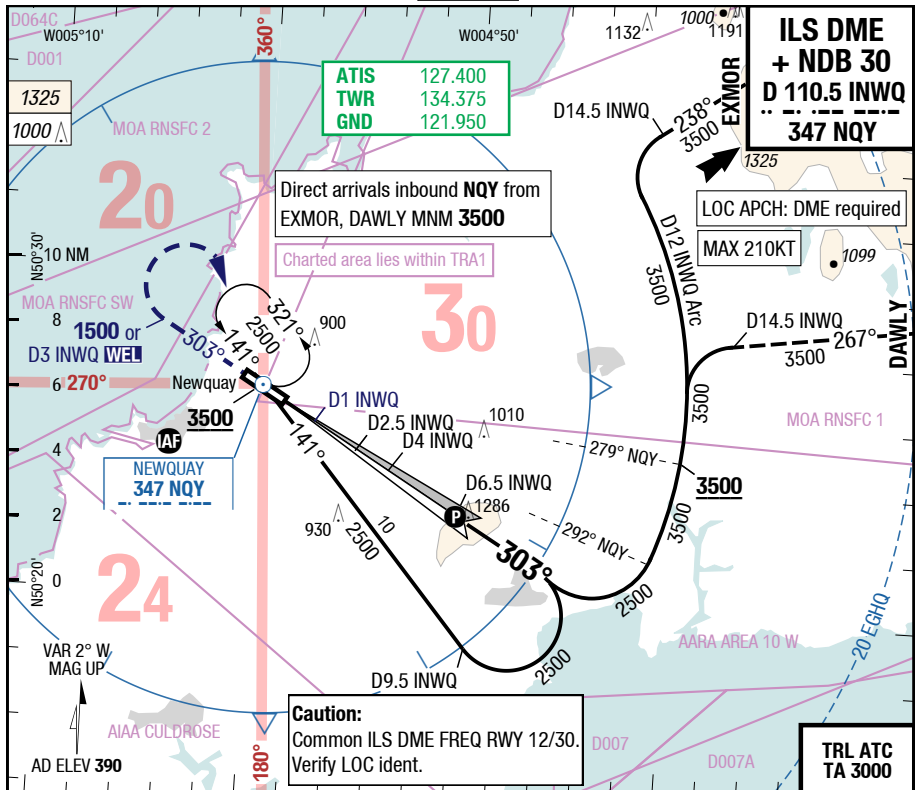 D064C
W005°10'
360°
W004°50'
1132
1000
1191
ILS DME
+ NDB 30
D 110.5 INWQ
347 NQY
D001
ATIS 127.400
TWR 134.375
GND 121.950
EXMOR
1325
1000
D14.5 INWQ
238°
3500
MOA RNSFC 2
1325
20
Direct arrivals inbound NQY from
EXMOR, DAWLY MNM 3500
LOC APCH: DME required
MAX 210KT
N50°30'
10 NM
Charted area lies within TRA1
D12 INWQ Arc
3500
1099
MOA RNSFC SW
8
1500 or
D3 INWQ WEL
303°
321°
2500
141°
900
30
D14.5 INWQ
3500
267°
DAWLY
6
270°
Newquay
3500
3500
D1 INWQ
D2.5 INWQ
D4 INWQ
1010
MOA RNSFC 1
4
IAF
141°
279° NQY
NEWQUAY
347 NQY
D6.5 INWQ
3500
P
1286
2
930
10
2500
292° NQY
3500
303°
N50°20'
0
24
2500
20 EGHQ
AARA AREA 10 W
VAR 2° W
MAG UP
D9.5 INWQ
2500
AIAA CULDROSE
Caution:
Common ILS DME FREQ RWY 12/30.
Verify LOC ident.
D007
D007A
AD ELEV 390
180°
TRL ATC
TA 3000